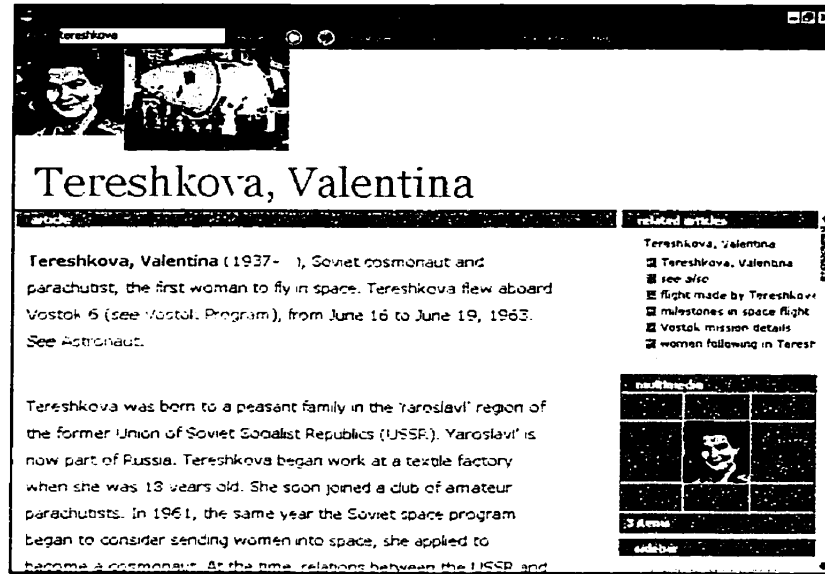 tereshkova
Tereshkova, Valentina
article
Tereshkova, Valentina (1937- ), Soviet cosmonaut and
parachutist, the first woman to fly in space. Tereshkova flew aboard
Vostok 6 (see Vostok Program), from June 16 to June 19, 1963.
See Astronaut.
Tereshkova was born to a peasant family in the Yaroslavl' region of
the former Union of Soviet Socialist Republics (USSR). Yaroslavl' is
now part of Russia. Tereshkova began work at a textile factory
when she was 18 years old. She soon joined a club of amateur
parachutists. In 1961, the same year the Soviet space program
began to consider sending women into space, she applied to
become a cosmonaut. At the time, relations between the USSR and
related articles
Tereshkova, Valentina
Tereshkova, Valentina
see also
flight made by Tereshkova
milestones in space flight
Vostok mission details
women following in Teresh
multimedia
3 items
sidebar